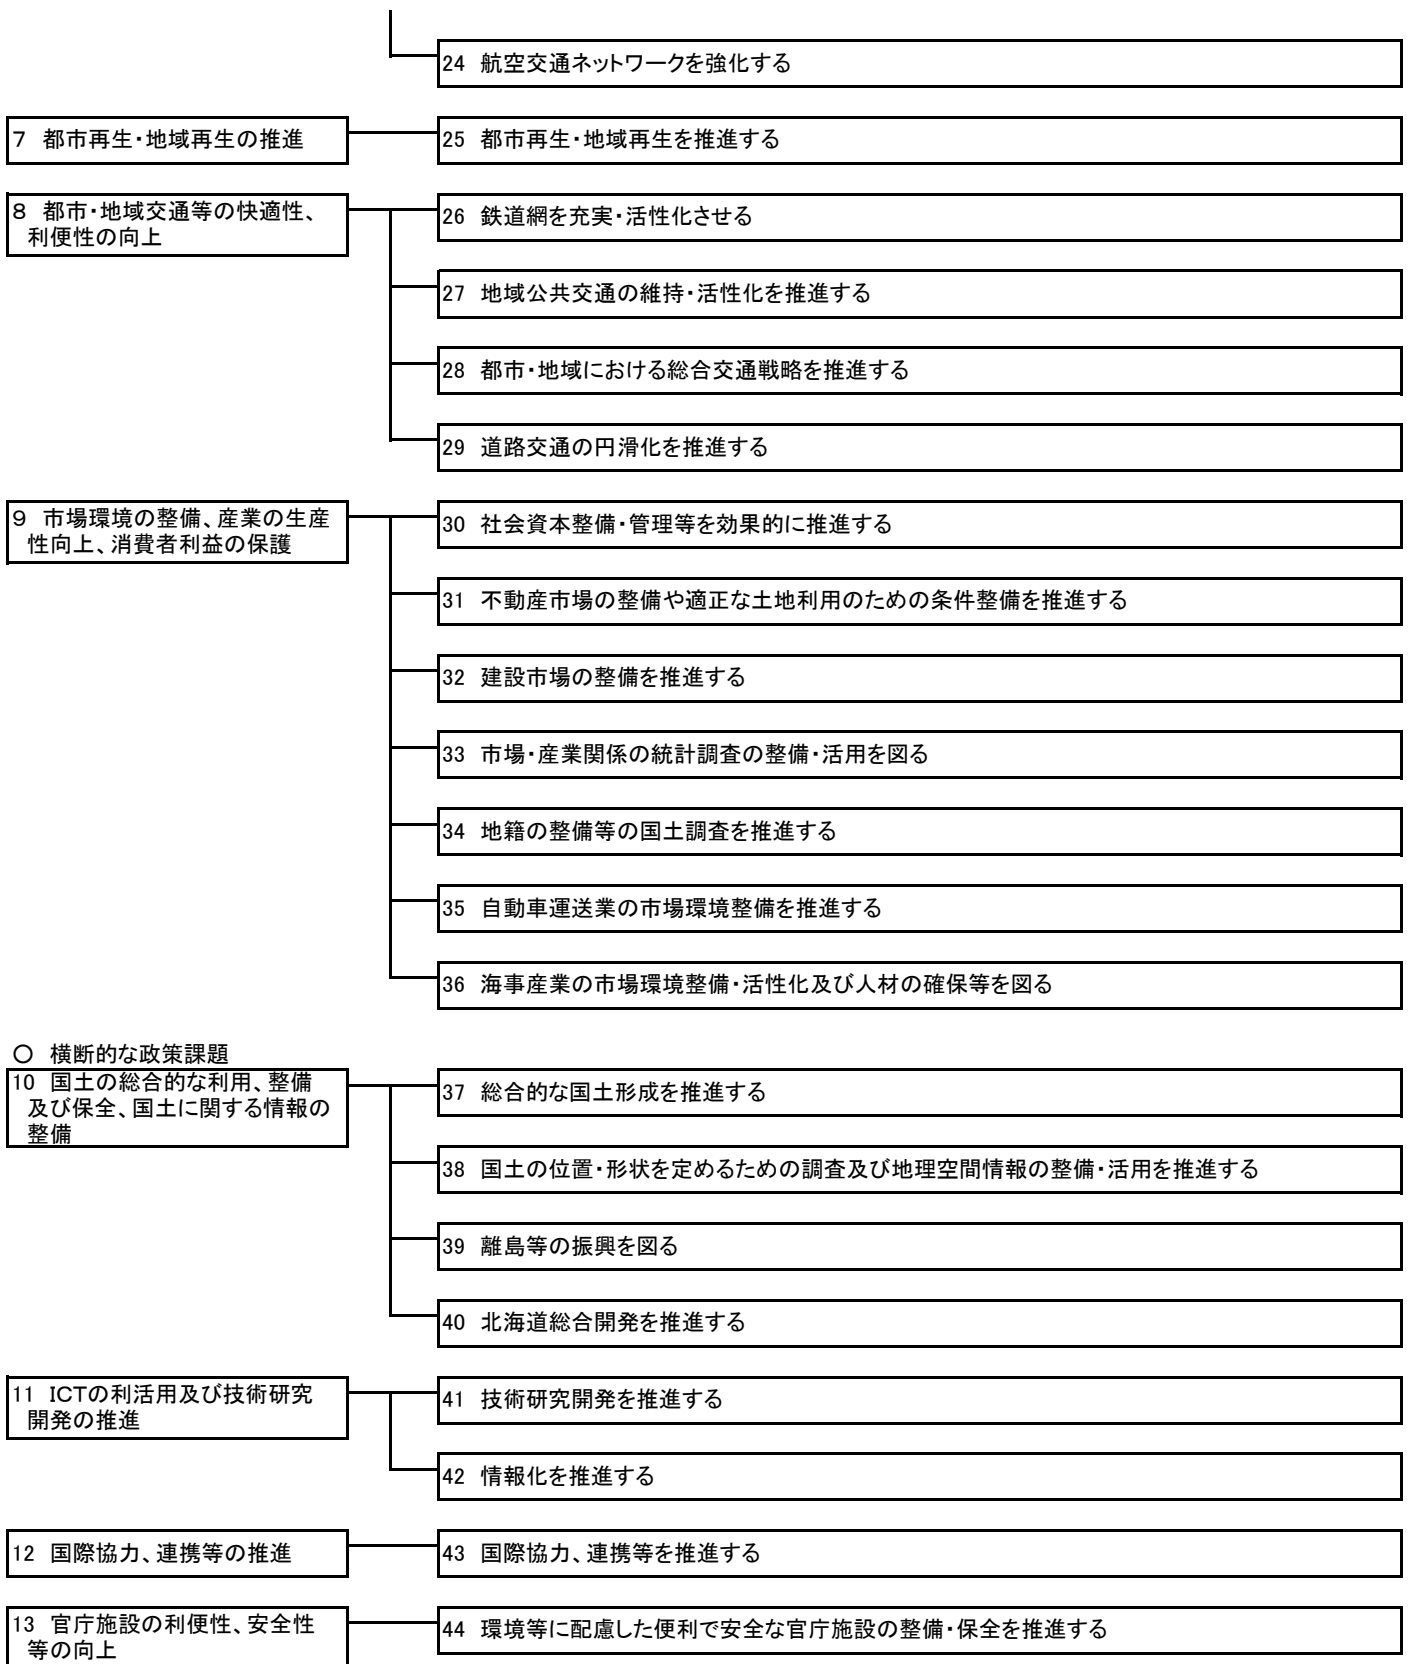 24 航空交通ネットワークを強化する
7 都市再生・地域再生の推進
25 都市再生・地域再生を推進する
8 都市・地域交通等の快適性、
利便性の向上
26 鉄道網を充実・活性化させる
27 地域公共交通の維持・活性化を推進する
28 都市・地域における総合交通戦略を推進する
29 道路交通の円滑化を推進する
9 市場環境の整備、産業の生産
性向上、消費者利益の保護
30 社会資本整備・管理等を効果的に推進する
31 不動産市場の整備や適正な土地利用のための条件整備を推進する
32 建設市場の整備を推進する
33 市場・産業関係の統計調査の整備・活用を図る
34 地籍の整備等の国土調査を推進する
35 自動車運送業の市場環境整備を推進する
36 海事産業の市場環境整備・活性化及び人材の確保等を図る
○ 横断的な政策課題
10 国土の総合的な利用、整備
及び保全、国土に関する情報の
整備
37 総合的な国土形成を推進する
38 国土の位置・形状を定めるための調査及び地理空間情報の整備・活用を推進する
39 離島等の振興を図る
40 北海道総合開発を推進する
11 ICTの利活用及び技術研究
開発の推進
41 技術研究開発を推進する
42 情報化を推進する
12 国際協力、連携等の推進
43 国際協力、連携等を推進する
13 官庁施設の利便性、安全性
等の向上
44 環境等に配慮した便利で安全な官庁施設の整備・保全を推進する